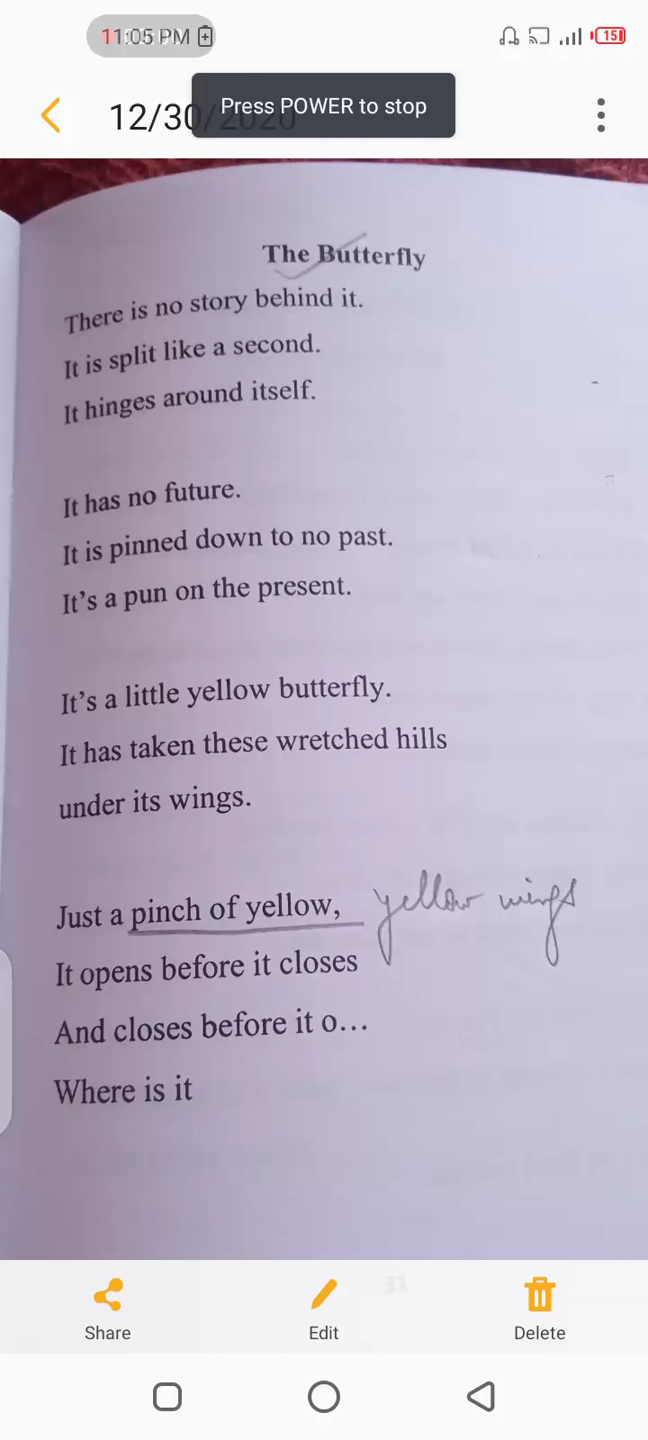 11:05 PM
15
12/30/2020
Press POWER to stop
The Butterfly
There is no story behind it.
It is split like a second.
It hinges around itself.
It has no future.
It is pinned down to no past.
It's a pun on the present.
It's a little yellow butterfly.
It has taken these wretched hills
under its wings.
Just a pinch of yellow, yellow wings
It opens before it closes
And closes before it o...
Where is it
31
Share
Edit
Delete